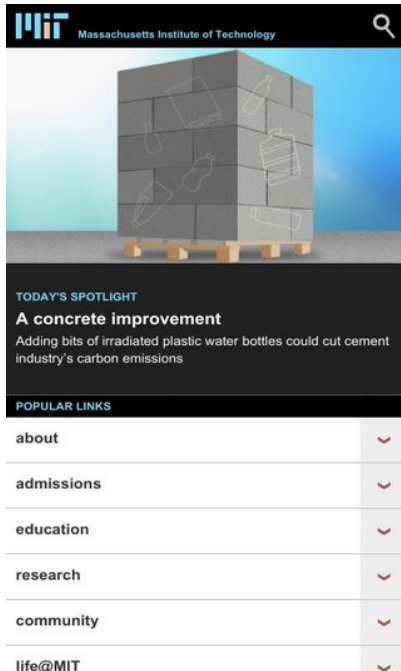 MIT Massachusetts Institute of Technology
TODAY'S SPOTLIGHT
A concrete improvement
Adding bits of irradiated plastic water bottles could cut cement
industry's carbon emissions
POPULAR LINKS
about
admissions
education
research
community
life@MIT